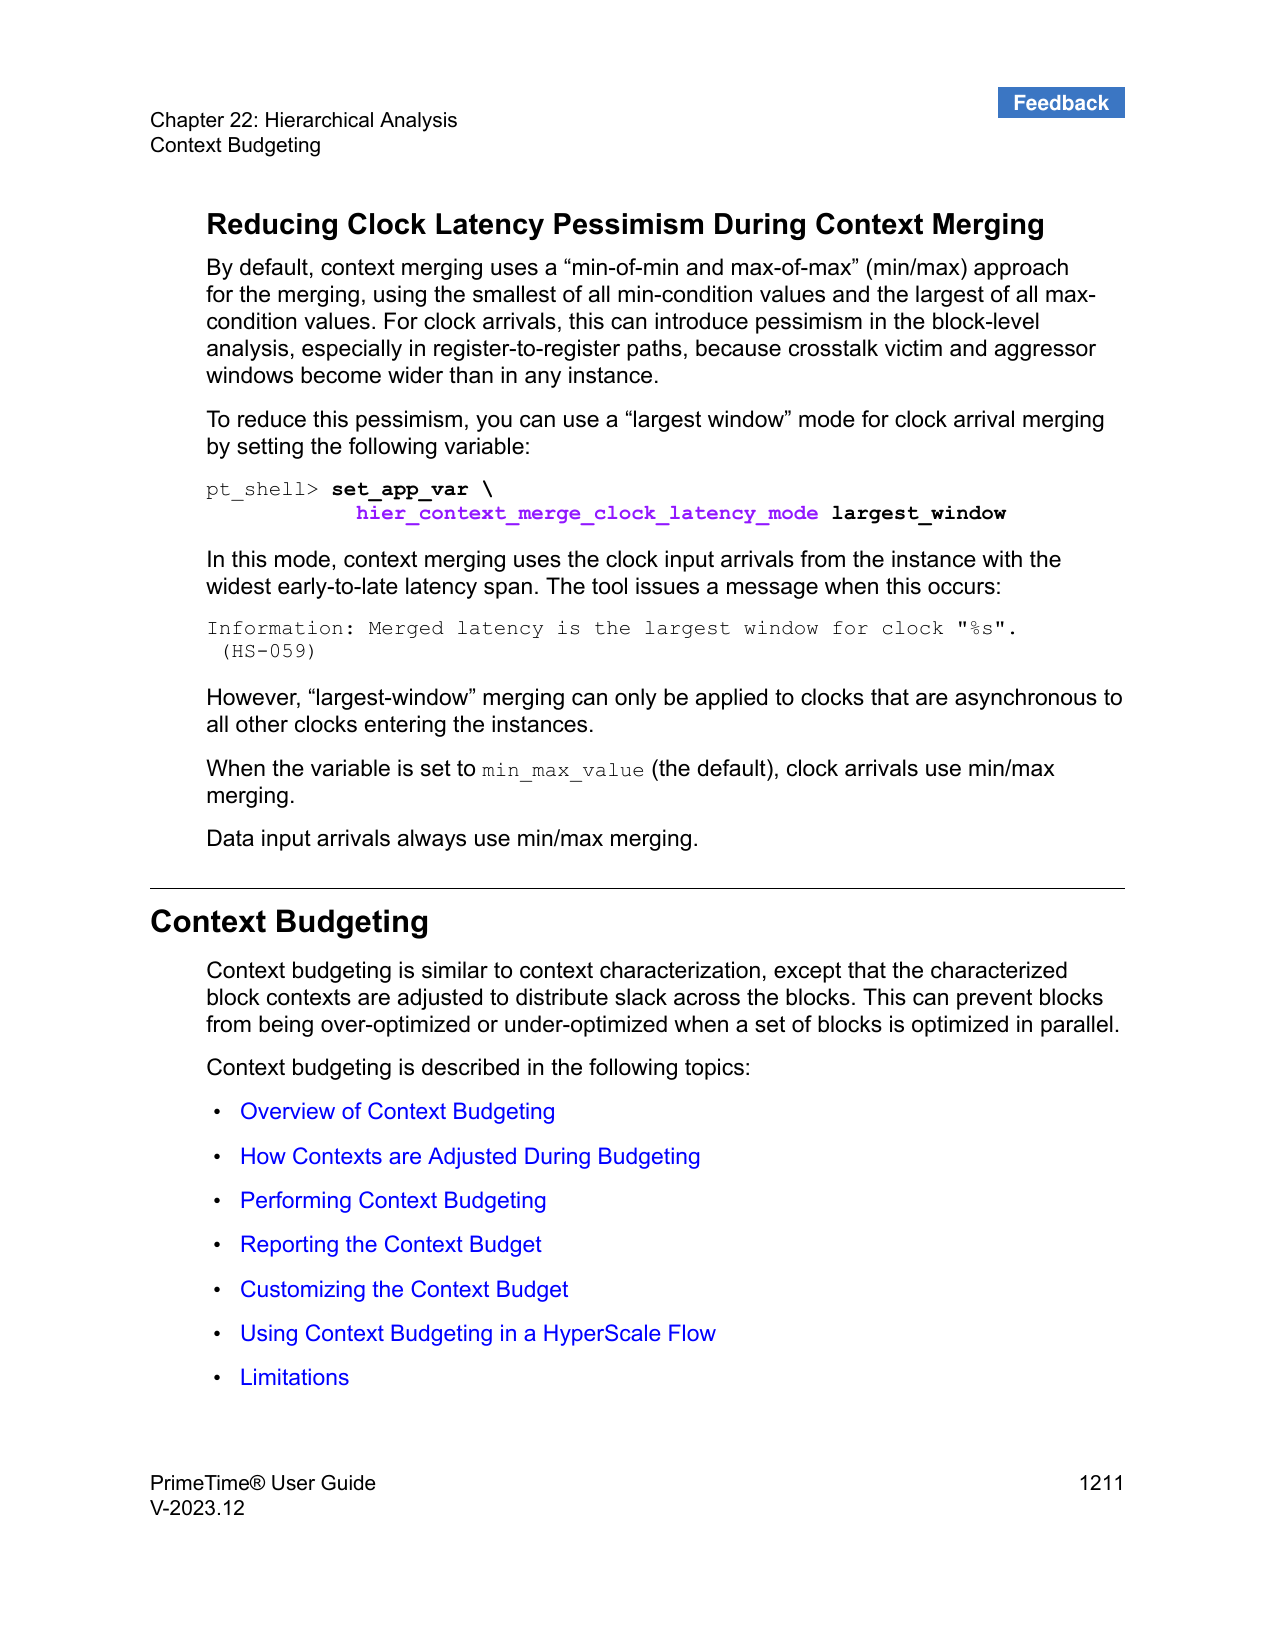 Feedback
Chapter 22: Hierarchical Analysis
Context Budgeting
Reducing Clock Latency Pessimism During Context Merging
By default, context merging uses a “min-of-min and max-of-max” (min/max) approach
for the merging, using the smallest of all min-condition values and the largest of all max-
condition values. For clock arrivals, this can introduce pessimism in the block-level
analysis, especially in register-to-register paths, because crosstalk victim and aggressor
windows become wider than in any instance.
To reduce this pessimism, you can use a “largest window” mode for clock arrival merging
by setting the following variable:
pt_shell> set_app_var \
hier_context_merge_clock_latency_mode largest_window
In this mode, context merging uses the clock input arrivals from the instance with the
widest early-to-late latency span. The tool issues a message when this occurs:
Information: Merged latency is the largest window for clock "%s".
(HS-059)
However, “largest-window” merging can only be applied to clocks that are asynchronous to
all other clocks entering the instances.
When the variable is set to min_max_value (the default), clock arrivals use min/max
merging.
Data input arrivals always use min/max merging.
Context Budgeting
Context budgeting is similar to context characterization, except that the characterized
block contexts are adjusted to distribute slack across the blocks. This can prevent blocks
from being over-optimized or under-optimized when a set of blocks is optimized in parallel.
Context budgeting is described in the following topics:
• Overview of Context Budgeting
• How Contexts are Adjusted During Budgeting
• Performing Context Budgeting
• Reporting the Context Budget
• Customizing the Context Budget
• Using Context Budgeting in a HyperScale Flow
• Limitations
PrimeTime® User Guide 1211
V-2023.12